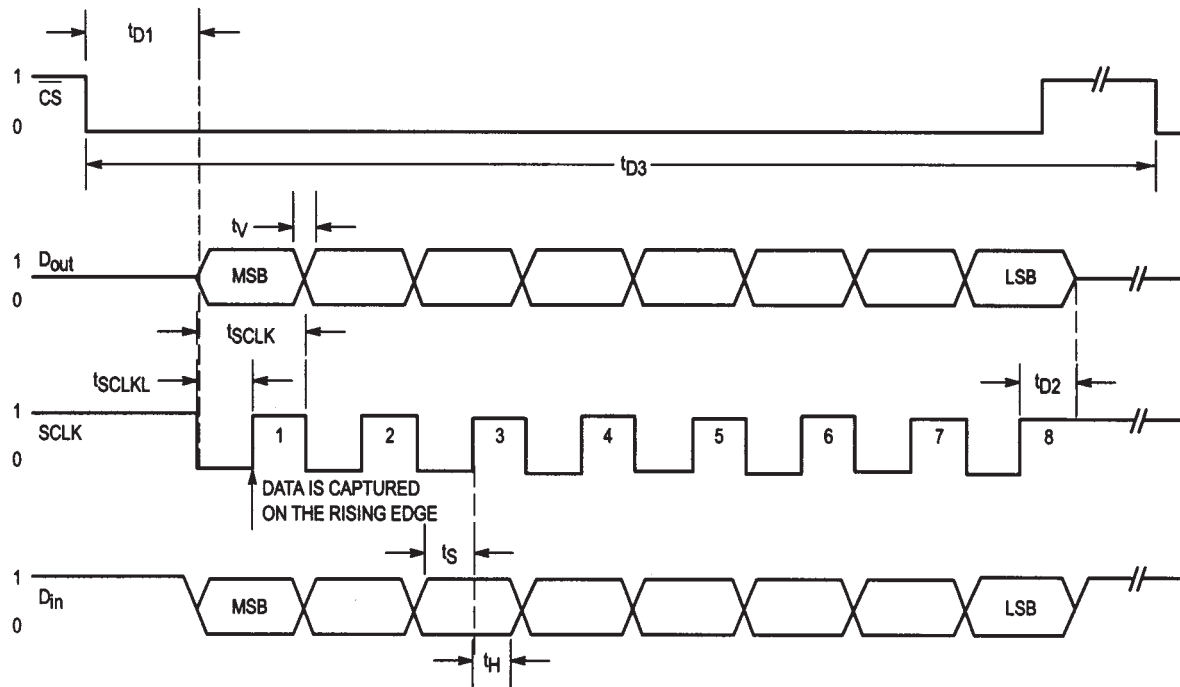 tD1
1
CS
0
tD3
tV
1 Dout
MSB
LSB
0
tSCLK
tSCLKL
tD2
1
SCLK
1 2 3 4 5 6 7 8
0
DATA IS CAPTURED
ON THE RISING EDGE
tS
1
Din
MSB
LSB
0
tH